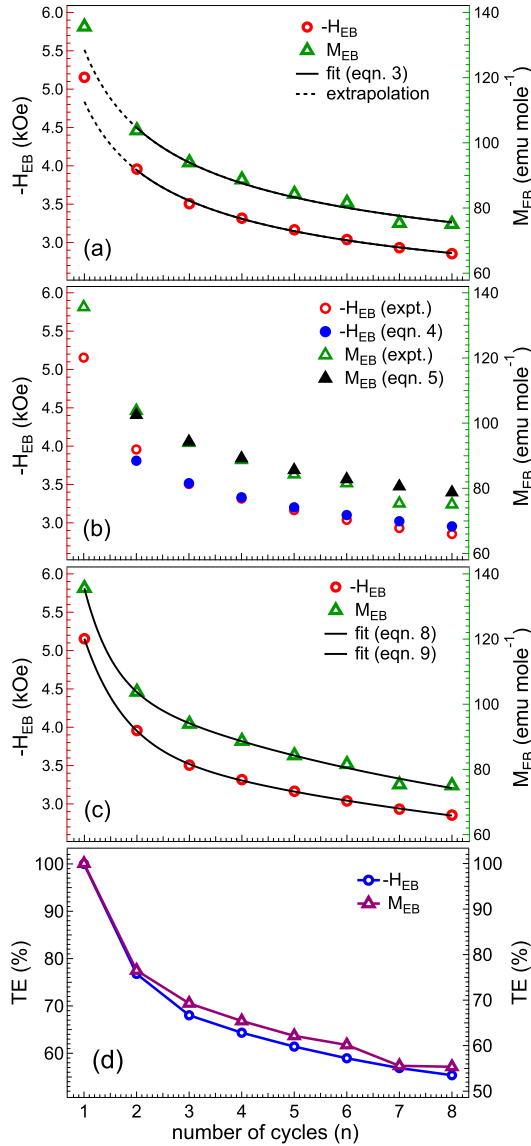 6.0
5.5
5.0
4.5
4.0
3.5
3.0
-H_EB (kOe)
140
120
100
80
60
M_EB (emu mole^-1)
-H_EB
M_EB
fit (eqn. 3)
extrapolation
(a)
6.0
5.5
5.0
4.5
4.0
3.5
3.0
-H_EB (kOe)
140
120
100
80
60
M_EB (emu mole^-1)
-H_EB (expt.)
-H_EB (eqn. 4)
M_EB (expt.)
M_EB (eqn. 5)
(b)
6.0
5.5
5.0
4.5
4.0
3.5
3.0
-H_EB (kOe)
140
120
100
80
60
M_EB (emu mole^-1)
-H_EB
M_EB
fit (eqn. 8)
fit (eqn. 9)
(c)
100
90
80
70
60
TE (%)
100
90
80
70
60
50
TE (%)
-H_EB
M_EB
(d)
1 2 3 4 5 6 7 8
number of cycles (n)